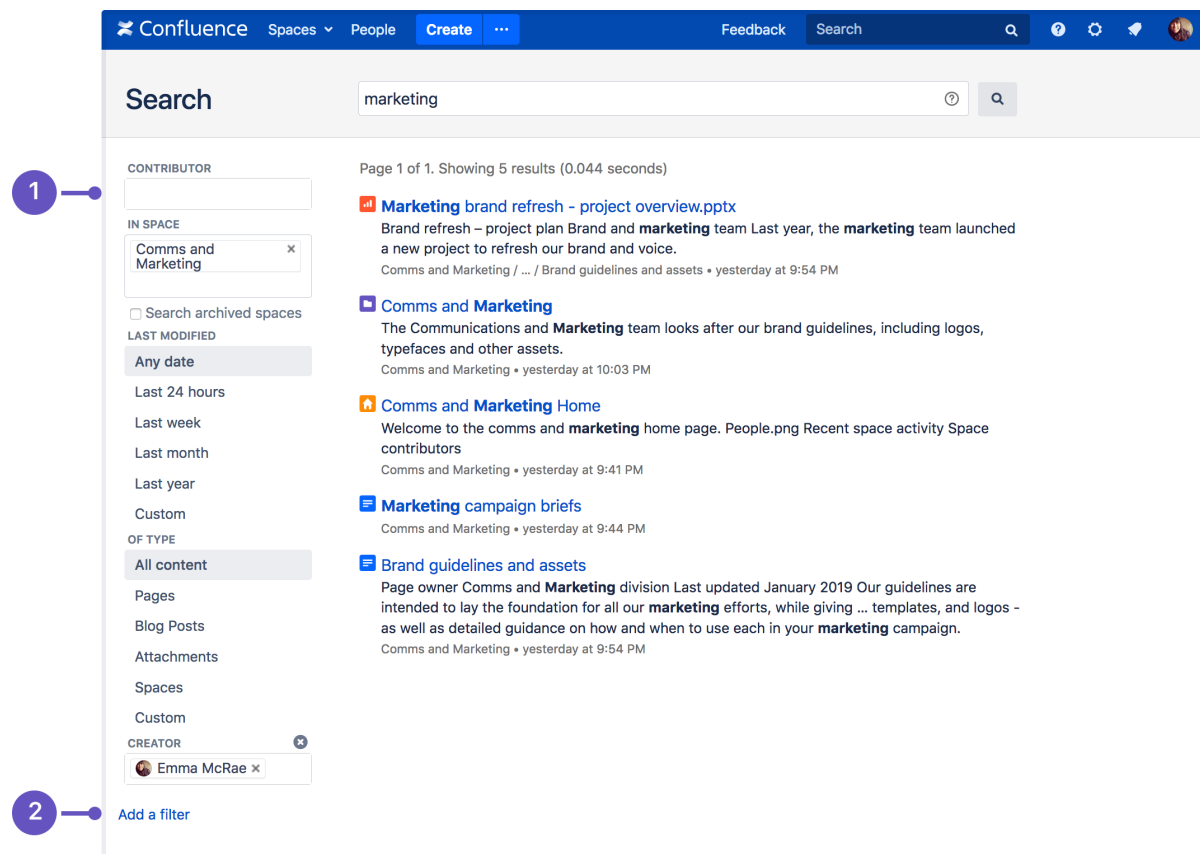 Confluence Spaces People Create ··· Feedback Search
Search
marketing
1
CONTRIBUTOR
IN SPACE
Comms and
Marketing
Search archived spaces
LAST MODIFIED
Any date
Last 24 hours
Last week
Last month
Last year
Custom
OF TYPE
All content
Pages
Blog Posts
Attachments
Spaces
Custom
CREATOR
Emma McRae
2
Add a filter
Page 1 of 1. Showing 5 results (0.044 seconds)
Marketing brand refresh - project overview.pptx
Brand refresh – project plan Brand and marketing team Last year, the marketing team launched
a new project to refresh our brand and voice.
Comms and Marketing / ... / Brand guidelines and assets • yesterday at 9:54 PM
Comms and Marketing
The Communications and Marketing team looks after our brand guidelines, including logos,
typefaces and other assets.
Comms and Marketing • yesterday at 10:03 PM
Comms and Marketing Home
Welcome to the comms and marketing home page. People.png Recent space activity Space
contributors
Comms and Marketing • yesterday at 9:41 PM
Marketing campaign briefs
Comms and Marketing • yesterday at 9:44 PM
Brand guidelines and assets
Page owner Comms and Marketing division Last updated January 2019 Our guidelines are
intended to lay the foundation for all our marketing efforts, while giving ... templates, and logos -
as well as detailed guidance on how and when to use each in your marketing campaign.
Comms and Marketing • yesterday at 9:54 PM